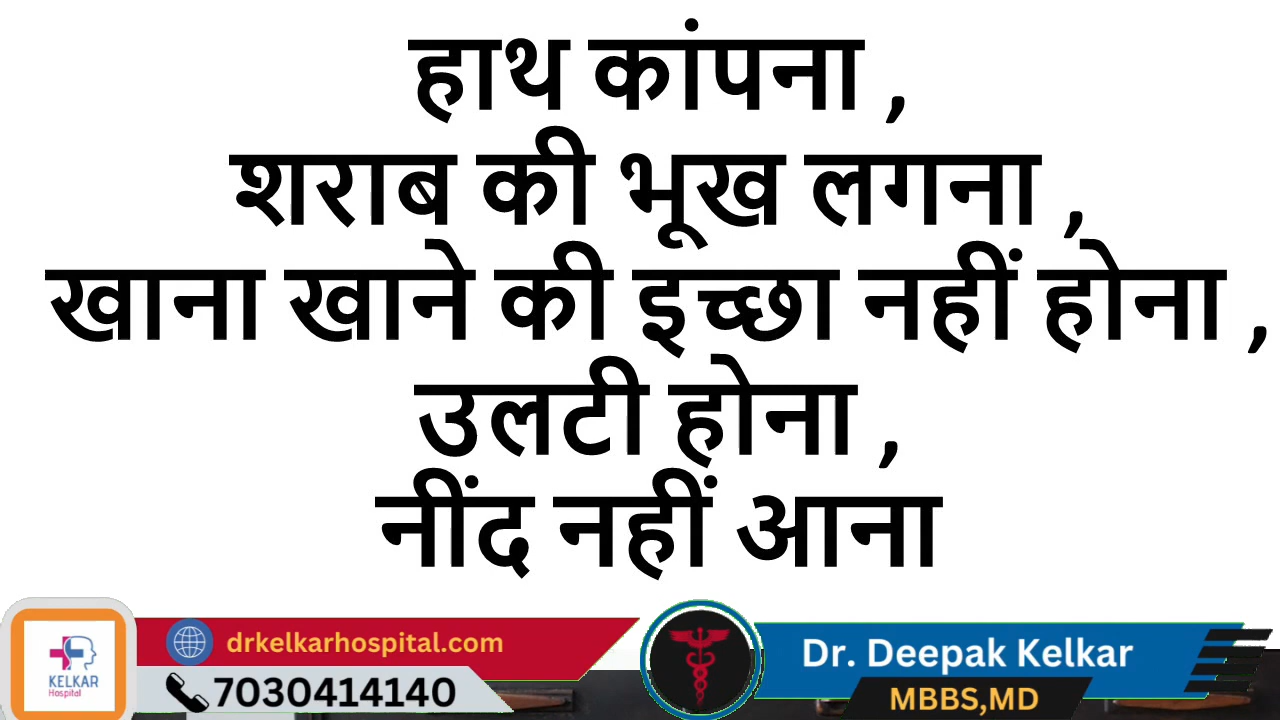 हाथ कांपना ,
शराब की भूख लगना ,
खाना खाने की इच्छा नहीं होना ,
उलटी होना ,
नींद नहीं आना
drkelkarhospital.com
Dr. Deepak Kelkar
KELKAR
Hospital
7030414140
MBBS,MD